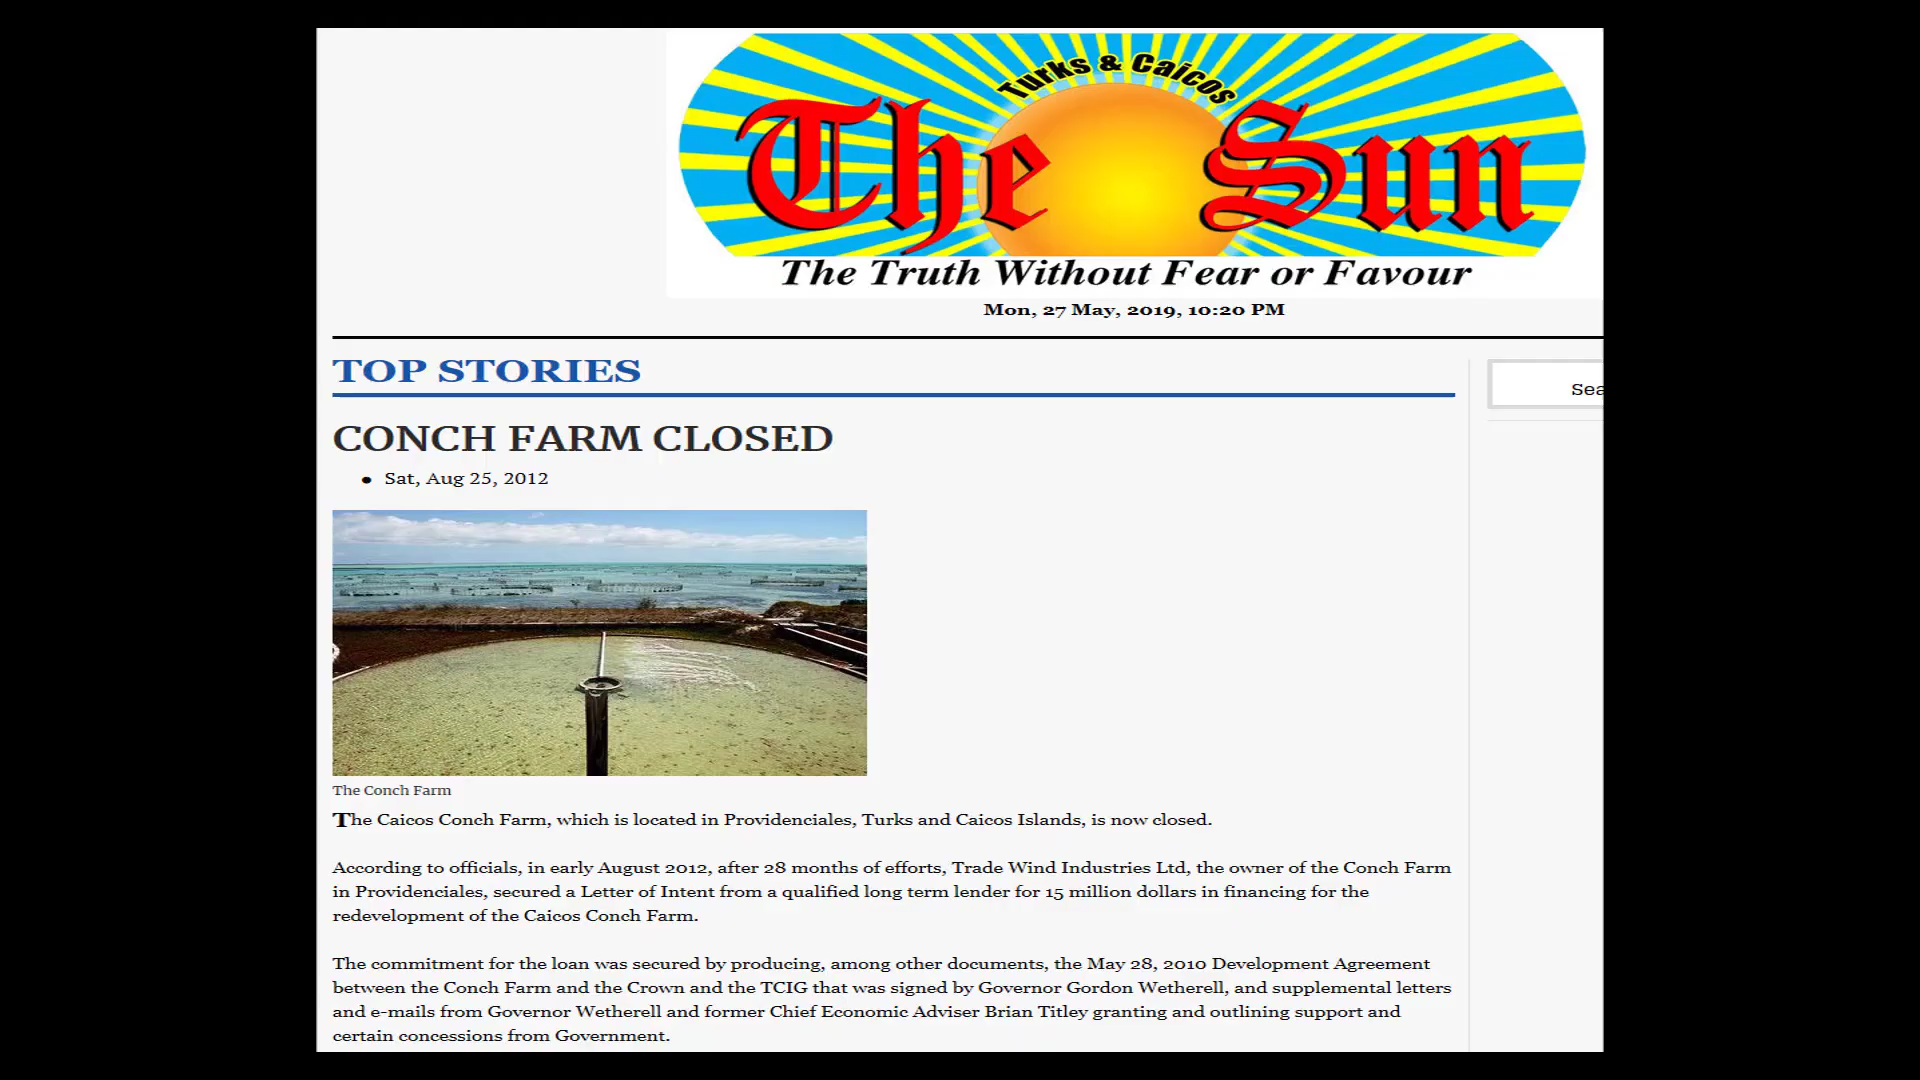 Turks & Caicos
The Sun
The Truth Without Fear or Favour
Mon, 27 May, 2019, 10:20 PM
TOP STORIES
Sea
CONCH FARM CLOSED
Sat, Aug 25, 2012
The Conch Farm
The Caicos Conch Farm, which is located in Providenciales, Turks and Caicos Islands, is now closed.
According to officials, in early August 2012, after 28 months of efforts, Trade Wind Industries Ltd, the owner of the Conch Farm
in Providenciales, secured a Letter of Intent from a qualified long term lender for 15 million dollars in financing for the
redevelopment of the Caicos Conch Farm.
The commitment for the loan was secured by producing, among other documents, the May 28, 2010 Development Agreement
between the Conch Farm and the Crown and the TCIG that was signed by Governor Gordon Wetherell, and supplemental letters
and e-mails from Governor Wetherell and former Chief Economic Adviser Brian Titley granting and outlining support and
certain concessions from Government.